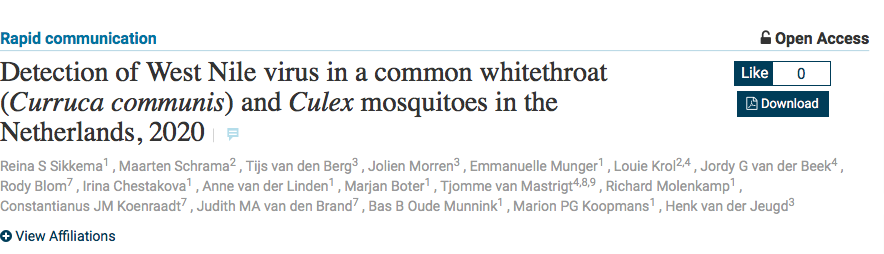 Rapid communication
Open Access
Detection of West Nile virus in a common whitethroat
(Curruca communis) and Culex mosquitoes in the
Netherlands, 2020
Like 0
Download
Reina S Sikkema1 , Maarten Schrama2 , Tijs van den Berg3 , Jolien Morren3 , Emmanuelle Munger1 , Louie Krol2,4 , Jordy G van der Beek4 ,
Rody Blom7 , Irina Chestakova1 , Anne van der Linden1 , Marjan Boter1 , Tjomme van Mastrigt4,8,9 , Richard Molenkamp1 ,
Constantianus JM Koenraadt7 , Judith MA van den Brand7 , Bas B Oude Munnink1 , Marion PG Koopmans1 , Henk van der Jeugd3
View Affiliations